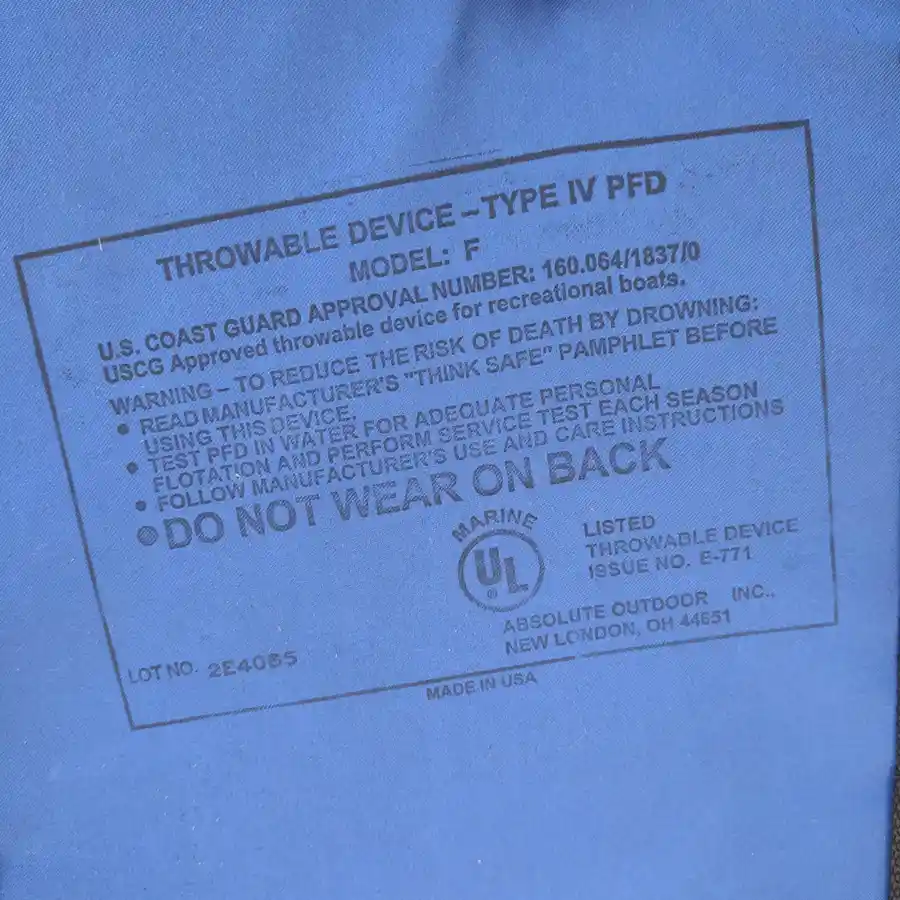 THROWABLE DEVICE – TYPE IV PFD
MODEL: F
U.S. COAST GUARD APPROVAL NUMBER: 160.064/1837/0
USCG Approved throwable device for recreational boats.
WARNING – TO REDUCE THE RISK OF DEATH BY DROWNING:
● READ MANUFACTURER'S "THINK SAFE" PAMPHLET BEFORE
USING THIS DEVICE.
● TEST PFD IN WATER FOR ADEQUATE PERSONAL
FLOTATION AND PERFORM SERVICE TEST EACH SEASON
● FOLLOW MANUFACTURER'S USE AND CARE INSTRUCTIONS
● DO NOT WEAR ON BACK
MARINE
UL ®
LISTED
THROWABLE DEVICE
ISSUE NO. E-771
ABSOLUTE OUTDOOR INC.,
NEW LONDON, OH 44851
LOT NO.
MADE IN USA